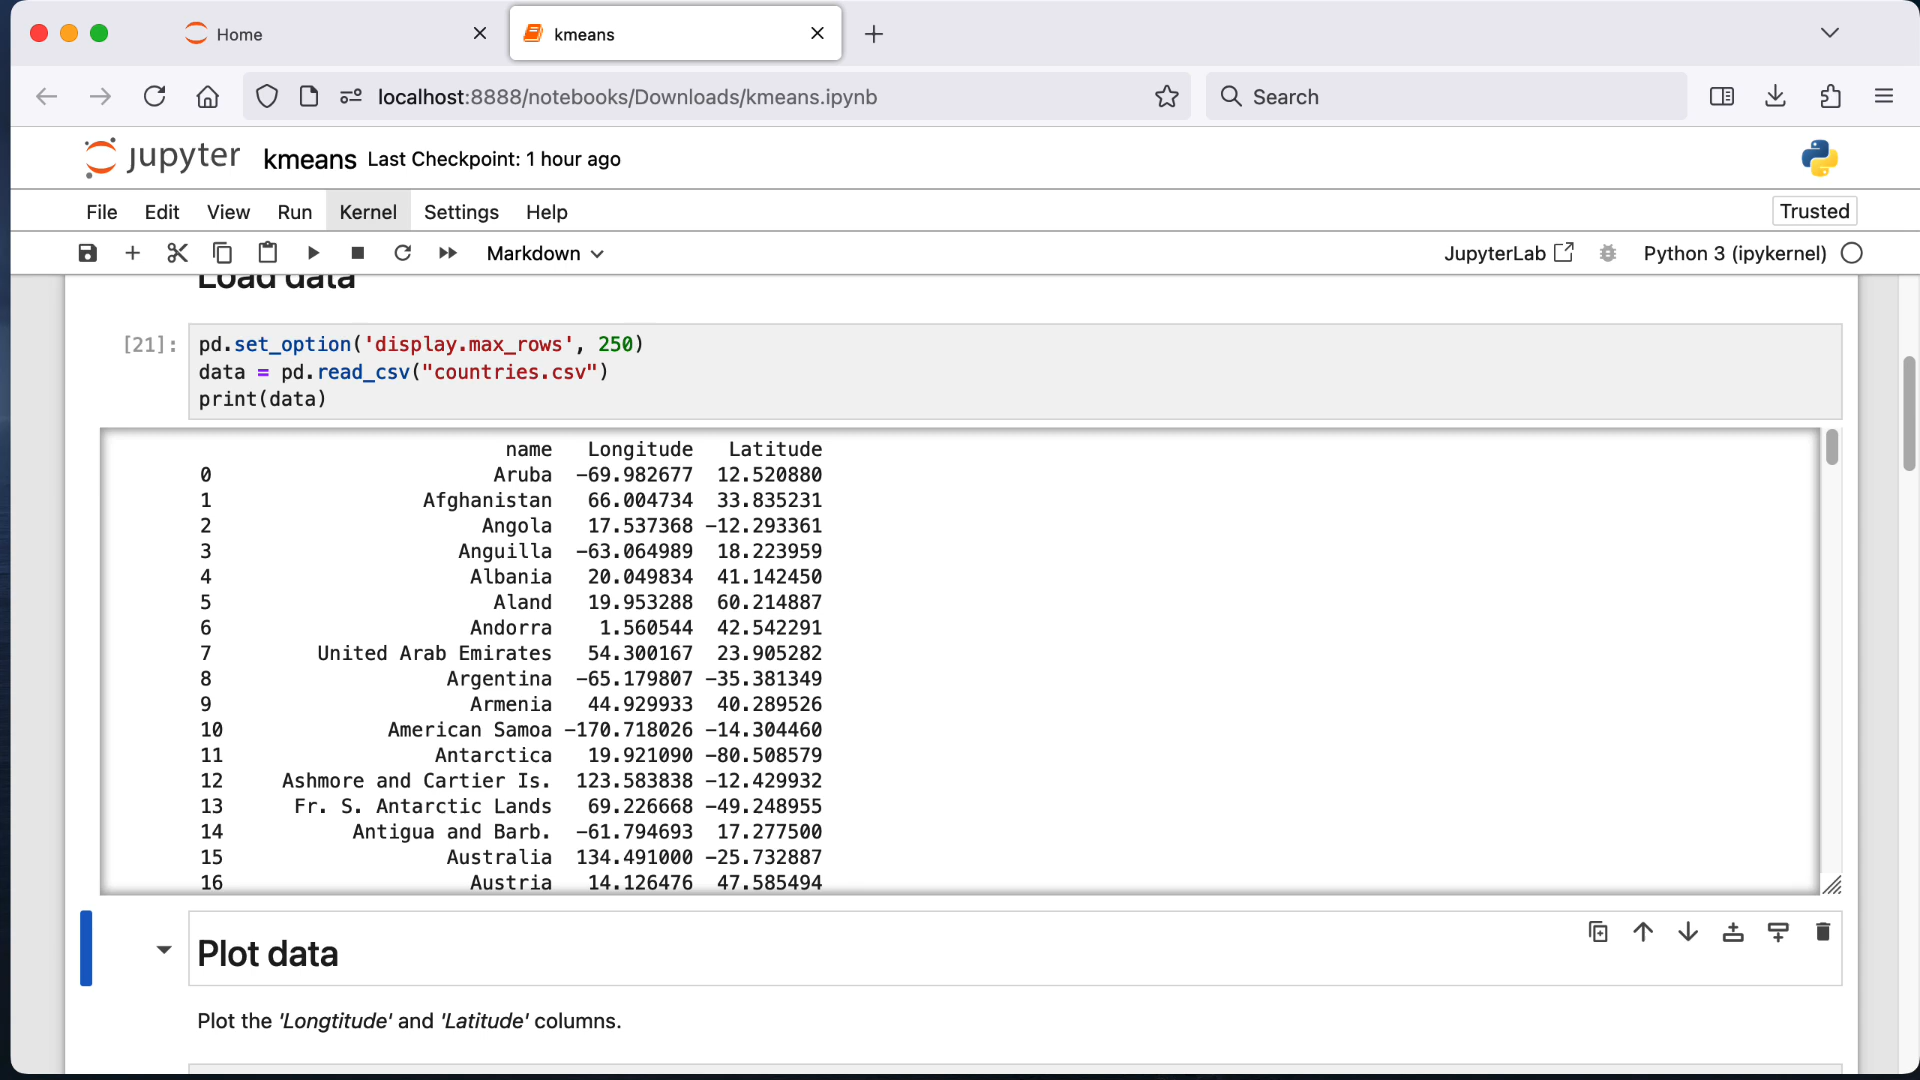 Home
kmeans
localhost:8888/notebooks/Downloads/kmeans.ipynb
Search
jupyter kmeans Last Checkpoint: 1 hour ago
File Edit View Run Kernel Settings Help
Trusted
Markdown
JupyterLab
Python 3 (ipykernel)
Load data
[21]: pd.set_option('display.max_rows', 250)
data = pd.read_csv("countries.csv")
print(data)
name Longitude Latitude
0 Aruba -69.982677 12.520880
1 Afghanistan 66.004734 33.835231
2 Angola 17.537368 -12.293361
3 Anguilla -63.064989 18.223959
4 Albania 20.049834 41.142450
5 Aland 19.953288 60.214887
6 Andorra 1.560544 42.542291
7 United Arab Emirates 54.300167 23.905282
8 Argentina -65.179807 -35.381349
9 Armenia 44.929933 40.289526
10 American Samoa -170.718026 -14.304460
11 Antarctica 19.921090 -80.508579
12 Ashmore and Cartier Is. 123.583838 -12.429932
13 Fr. S. Antarctic Lands 69.226668 -49.248955
14 Antigua and Barb. -61.794693 17.277500
15 Australia 134.491000 -25.732887
16 Austria 14.126476 47.585494
Plot data
Plot the 'Longtitude' and 'Latitude' columns.